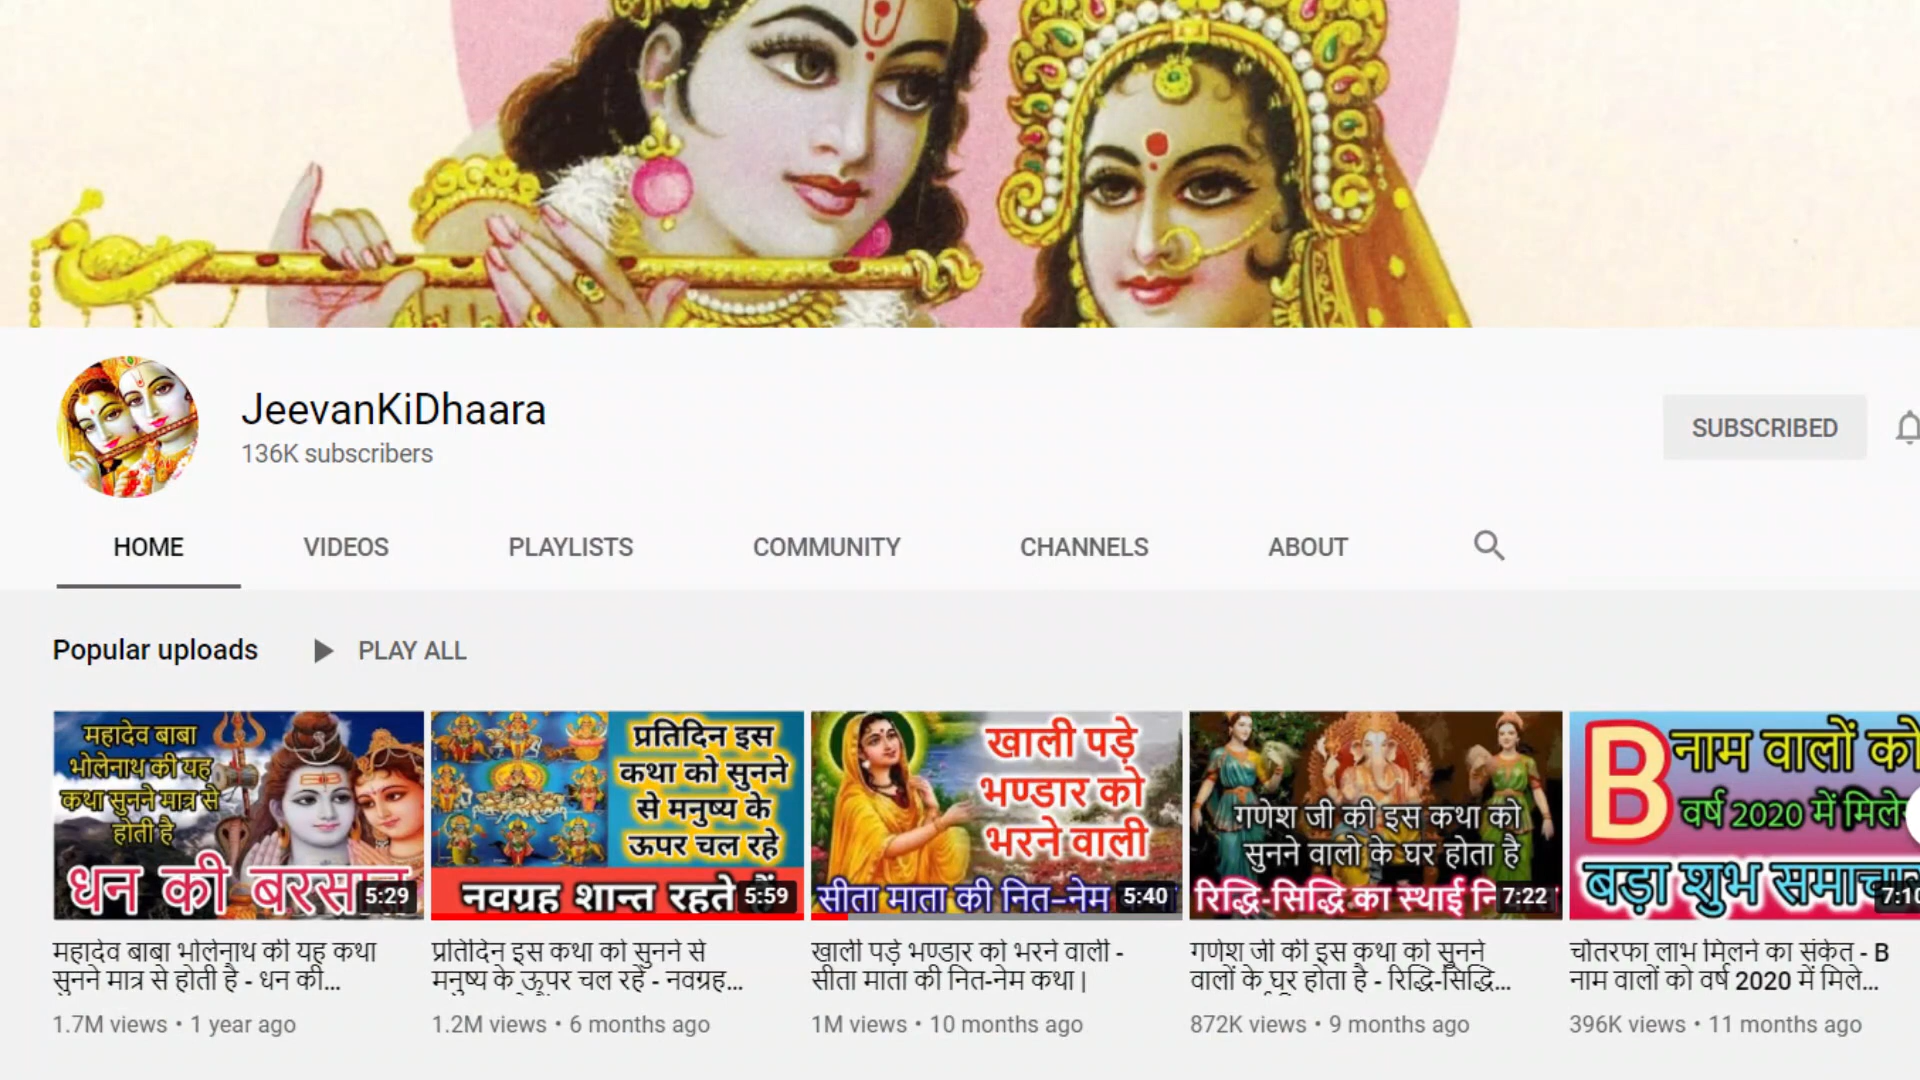 JeevanKiDhaara
136K subscribers
SUBSCRIBED
HOME
VIDEOS
PLAYLISTS
COMMUNITY
CHANNELS
ABOUT
Popular uploads
PLAY ALL
महादेव बाबा
भोलेनाथ की यह
कथा सुनने मात्र से
होती है
धन की
5:29
प्रतिदिन इस
कथा को सुनने
से मनुष्य के
ऊपर चल रहे
नवग्रह शान्त रहते
5:59
खाली पड़े
भण्डार को
भरने वाली
सीता माता की नित-नेम
5:40
गणेश जी की इस कथा को
सुनने वालो के घर होता है
रिद्धि-सिद्धि का स्थाई
7:22
B नाम वालों को
वर्ष 2020 में
बड़ा शुभ
महादेव बाबा भोलेनाथ की यह कथा
सुनने मात्र से होती है - धन की...
1.7M views • 1 year ago
प्रतिदिन इस कथा को सुनने से
मनुष्य के ऊपर चल रहे - नवग्रह...
1.2M views • 6 months ago
खाली पड़े भण्डार को भरने वाली -
सीता माता की नित-नेम कथा |
1M views • 10 months ago
गणेश जी की इस कथा को सुनने
वालों के घर होता है - रिद्धि-सिद्धि...
872K views • 9 months ago
चौतरफा लाभ मिलने का संकेत - B
नाम वालों को वर्ष 2020 में मिले...
396K views • 11 months ago